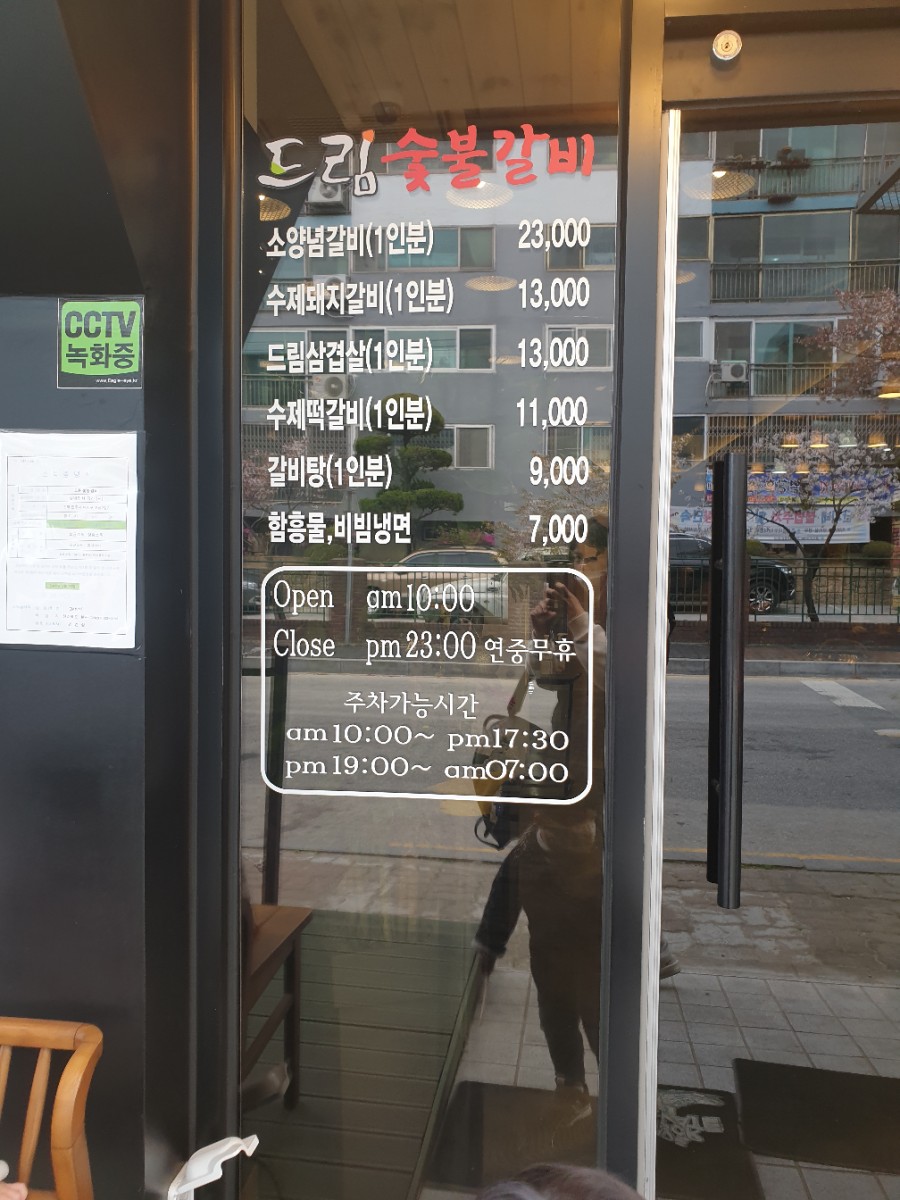 드림숯불갈비
소양념갈비(1인분) 23,000
수제돼지갈비(1인분) 13,000
드림삼겹살(1인분) 13,000
수제떡갈비(1인분) 11,000
갈비탕(1인분) 9,000
함흥물,비빔냉면 7,000
Open am10:00
Close pm23:00 연중무휴
주차가능시간
am10:00~ pm17:30
pm19:00~ am07:00
CCTV
녹화중